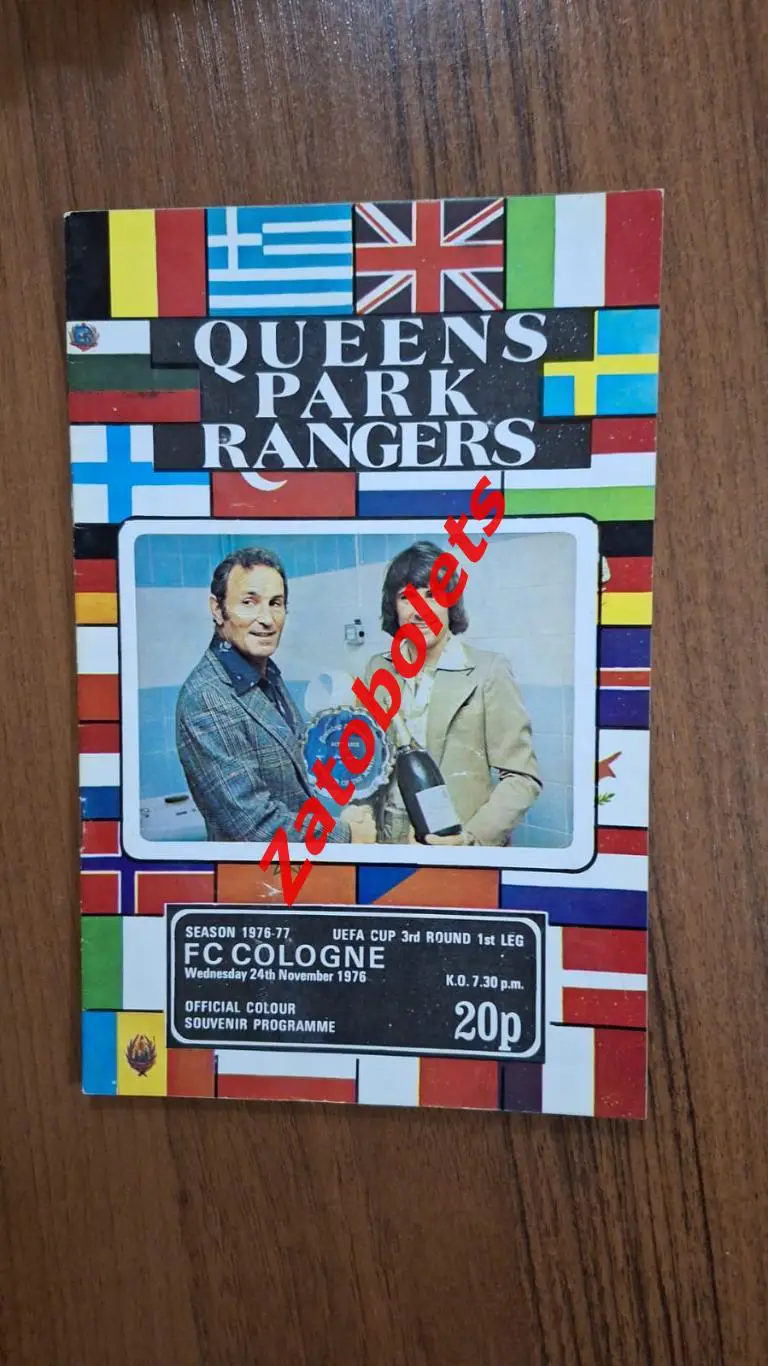 QUEENS
PARK
RANGERS
Zatobolets
SEASON 1976-77 UEFA CUP 3rd ROUND 1st LEG
FC COLOGNE
Wednesday 24th November 1976 K.O. 7.30 p.m.
OFFICIAL COLOUR
SOUVENIR PROGRAMME 20p